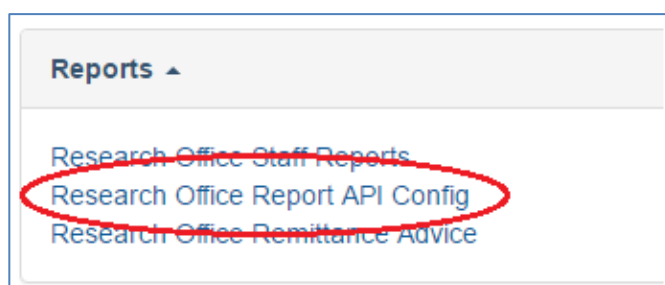 Reports
Research Office Staff Reports
Research Office Report API Config
Research Office Remittance Advice